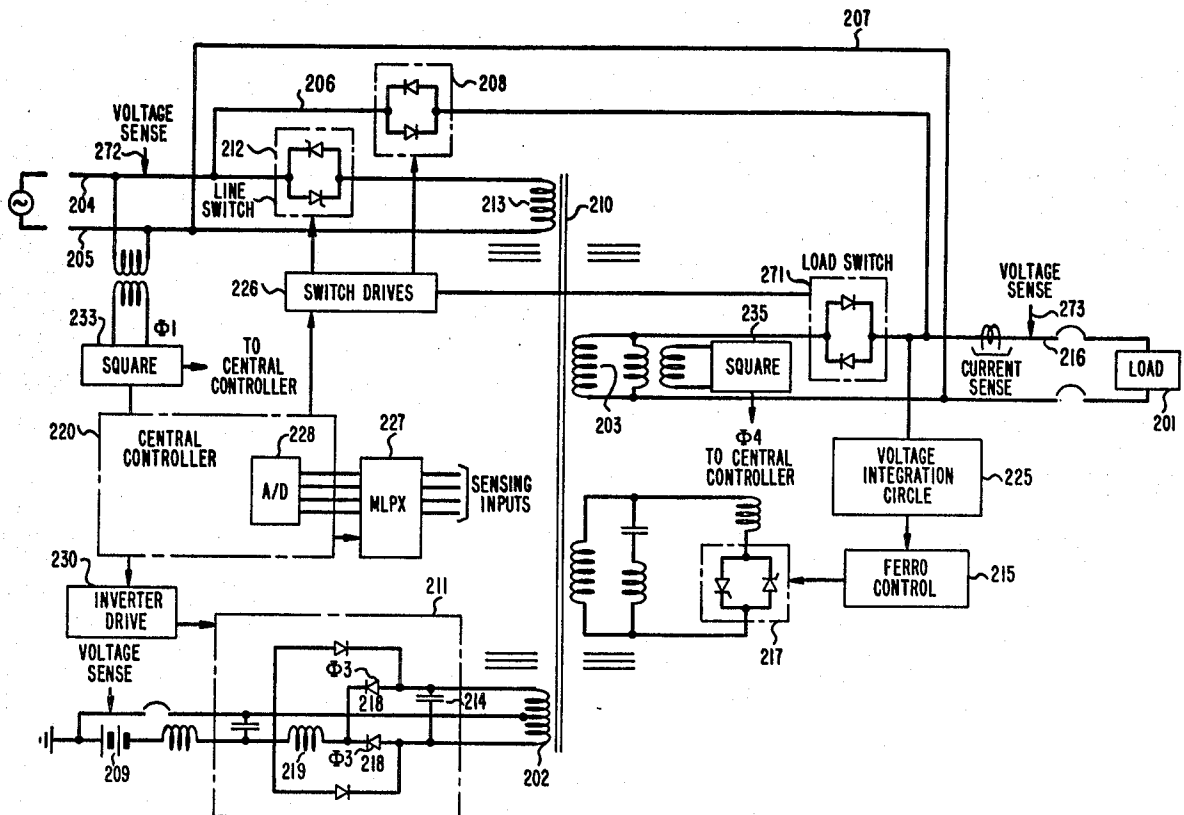 207
206
208
VOLTAGE
SENSE
272
212
LINE
SWITCH
204
213
210
205
226
SWITCH DRIVES
271
LOAD SWITCH
VOLTAGE
SENSE
273
233
Φ1
SQUARE
TO
CENTRAL
CONTROLLER
235
SQUARE
216
CURRENT
SENSE
LOAD
201
203
Φ4
TO CENTRAL
CONTROLLER
220
CENTRAL
CONTROLLER
228
A/D
227
MLPX
SENSING
INPUTS
VOLTAGE
INTEGRATION
CIRCLE
225
230
INVERTER
DRIVE
211
FERRO
CONTROL
215
217
VOLTAGE
SENSE
Φ3
218
214
209
219
Φ3
218
202